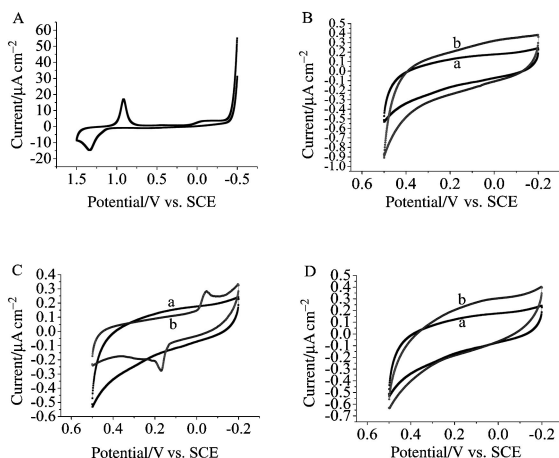 A
Current/µA cm⁻²
60
50
40
30
20
10
0
-10
-20
1.5 1.0 0.5 0.0 -0.5
Potential/V vs. SCE
B
Current/µA cm⁻²
0.5
0.4
0.3
0.2
0.1
0.0
-0.1
-0.2
-0.3
-0.4
-0.5
-0.6
-0.7
-0.8
-0.9
-1.0
b
a
0.6 0.4 0.2 0.0 -0.2
Potential/V vs. SCE
C
Current/µA cm⁻²
0.4
0.3
0.2
0.1
0.0
-0.1
-0.2
-0.3
-0.4
-0.5
-0.6
a
b
0.6 0.4 0.2 0.0 -0.2
Potential/V vs. SCE
D
Current/µA cm⁻²
0.5
0.4
0.3
0.2
0.1
0.0
-0.1
-0.2
-0.3
-0.4
-0.5
-0.6
-0.7
b
a
0.6 0.4 0.2 0.0 -0.2
Potential/V vs. SCE